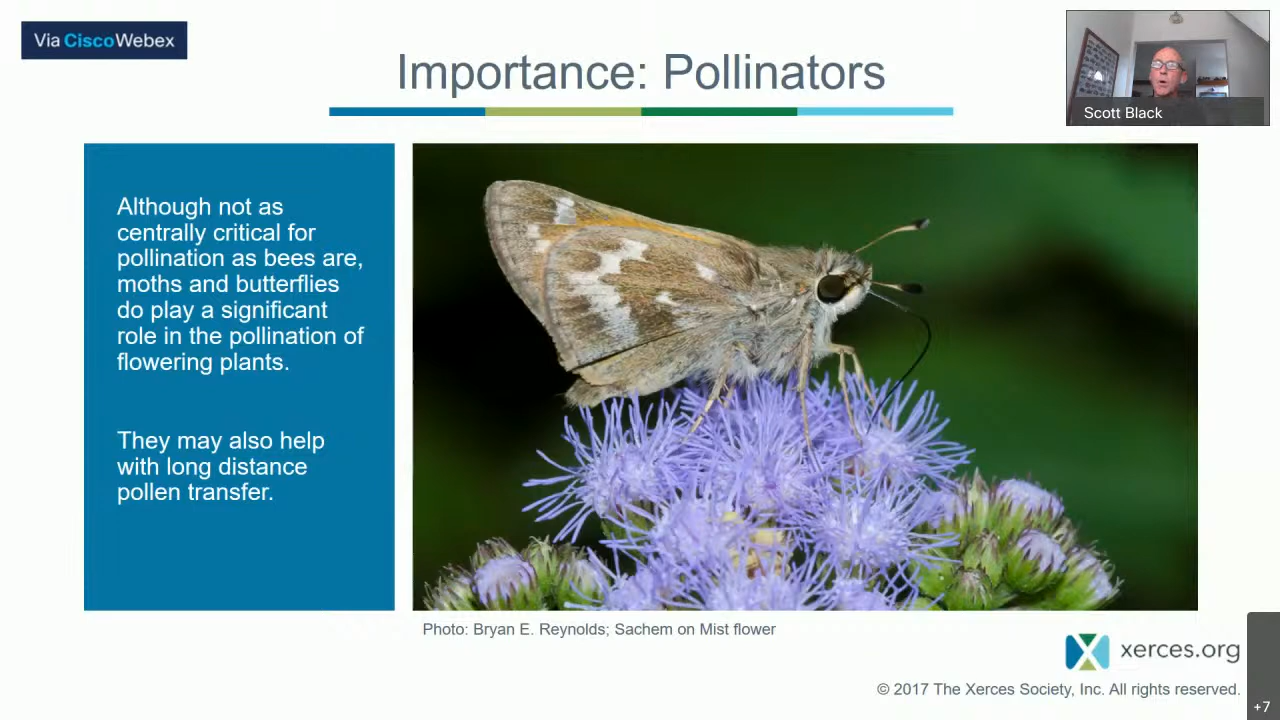 Via CiscoWebex
Importance: Pollinators
Scott Black
Although not as
centrally critical for
pollination as bees are,
moths and butterflies
do play a significant
role in the pollination of
flowering plants.
They may also help
with long distance
pollen transfer.
Photo: Bryan E. Reynolds; Sachem on Mist flower
xerces.org
© 2017 The Xerces Society, Inc. All rights reserved.
+7